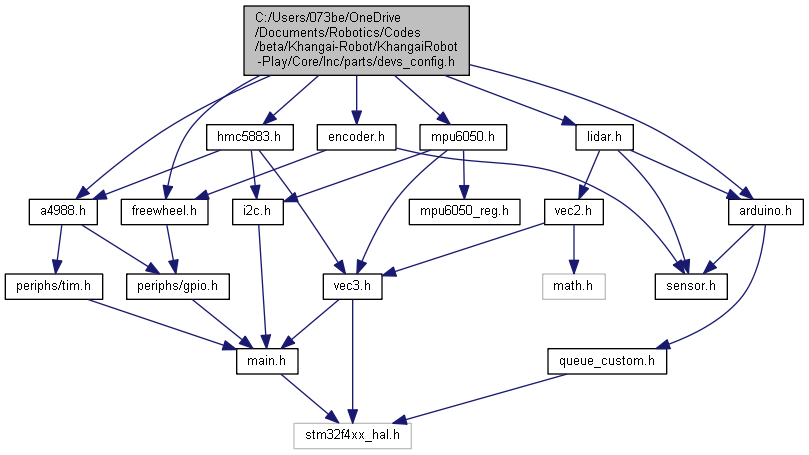 C:/Users/073be/OneDrive
/Documents/Robotics/Codes
/beta/Khangai-Robot/KhangaiRobot
-Play/Core/Inc/parts/devs_config.h
hmc5883.h
encoder.h
mpu6050.h
lidar.h
a4988.h
freewheel.h
i2c.h
mpu6050_reg.h
vec2.h
arduino.h
periphs/tim.h
periphs/gpio.h
vec3.h
math.h
sensor.h
main.h
queue_custom.h
stm32f4xx_hal.h